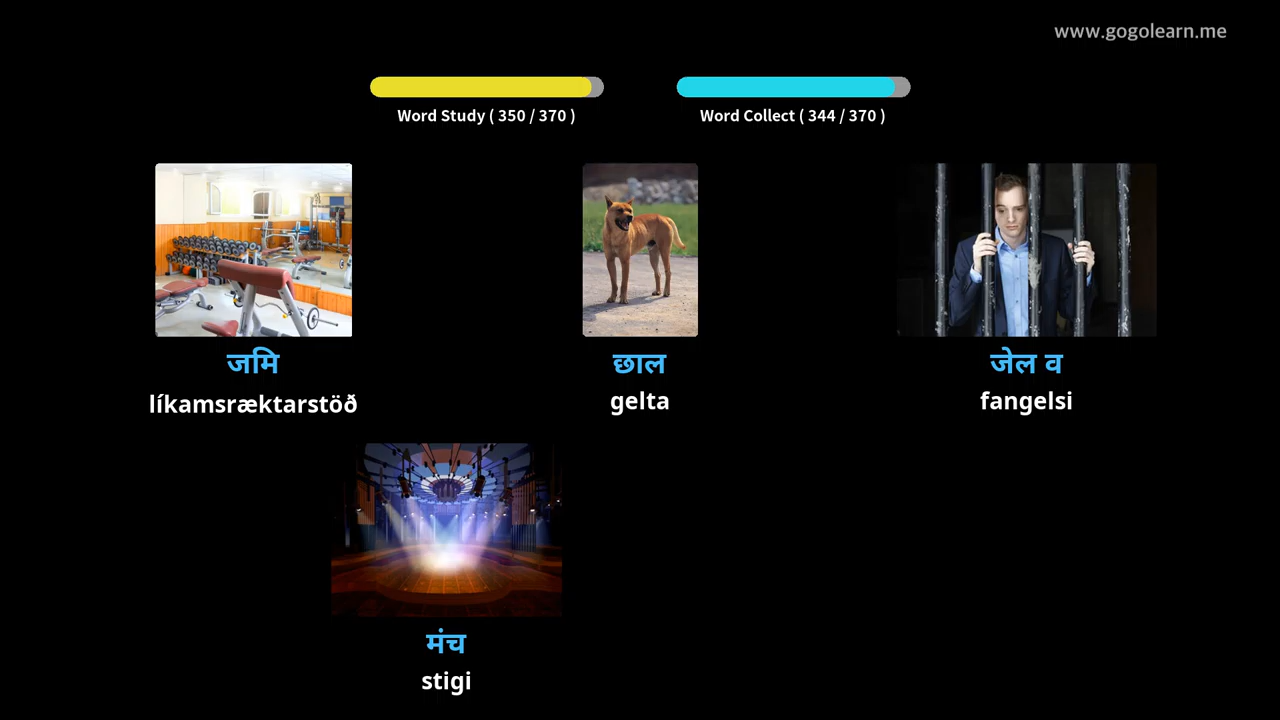 www.gogolearn.me
Word Study ( 350 / 370 )
Word Collect ( 344 / 370 )
जमि
छाल
जेल व
líkamsræktarstöð
gelta
fangelsi
मंच
stigi